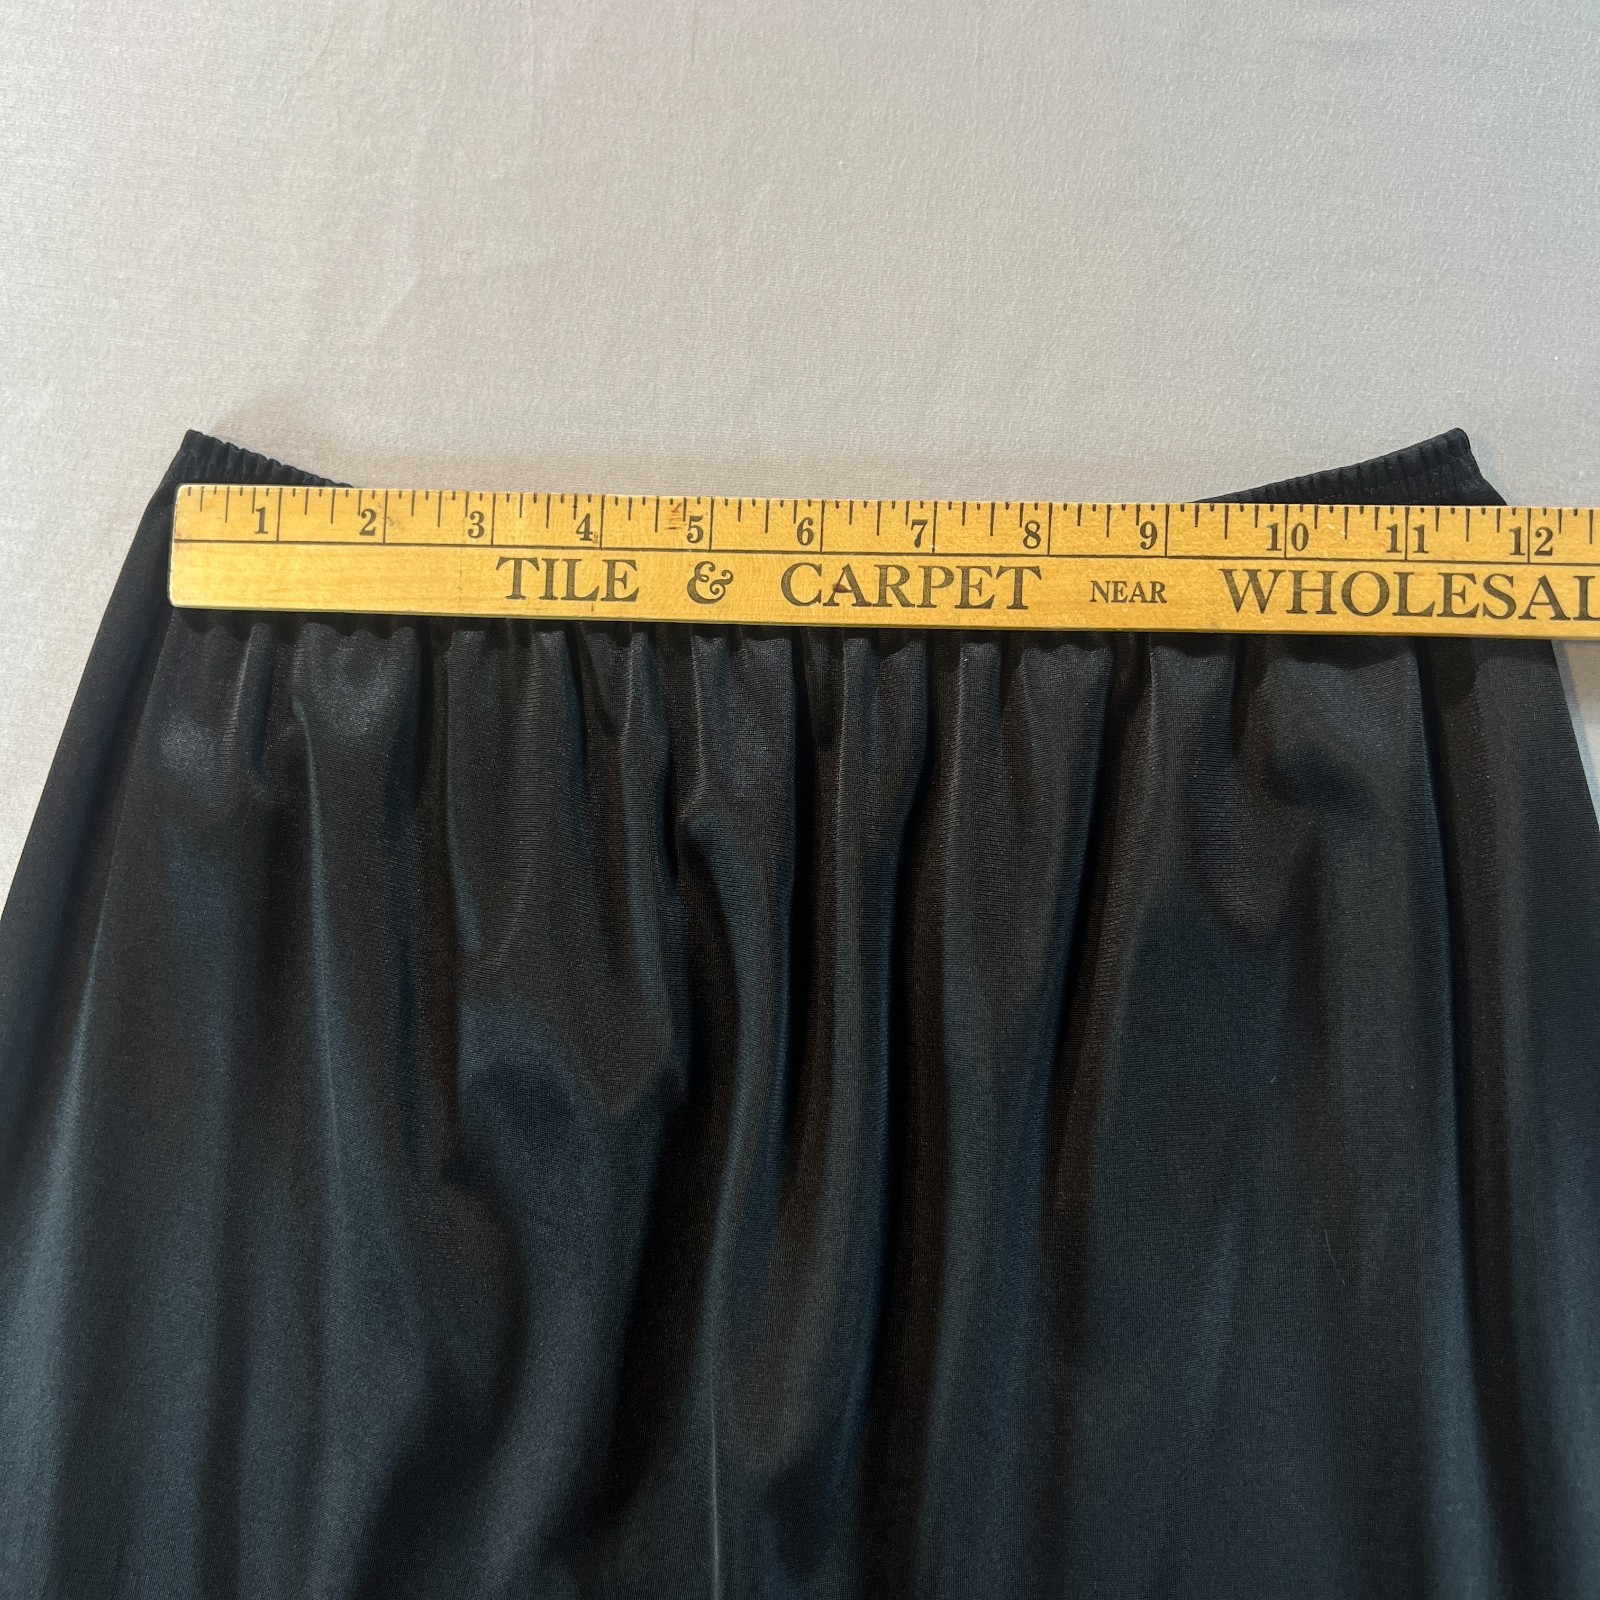 1 2 3 4 5 6 7 8 9 10 11 12
TILE & CARPET NEAR WHOLESAL